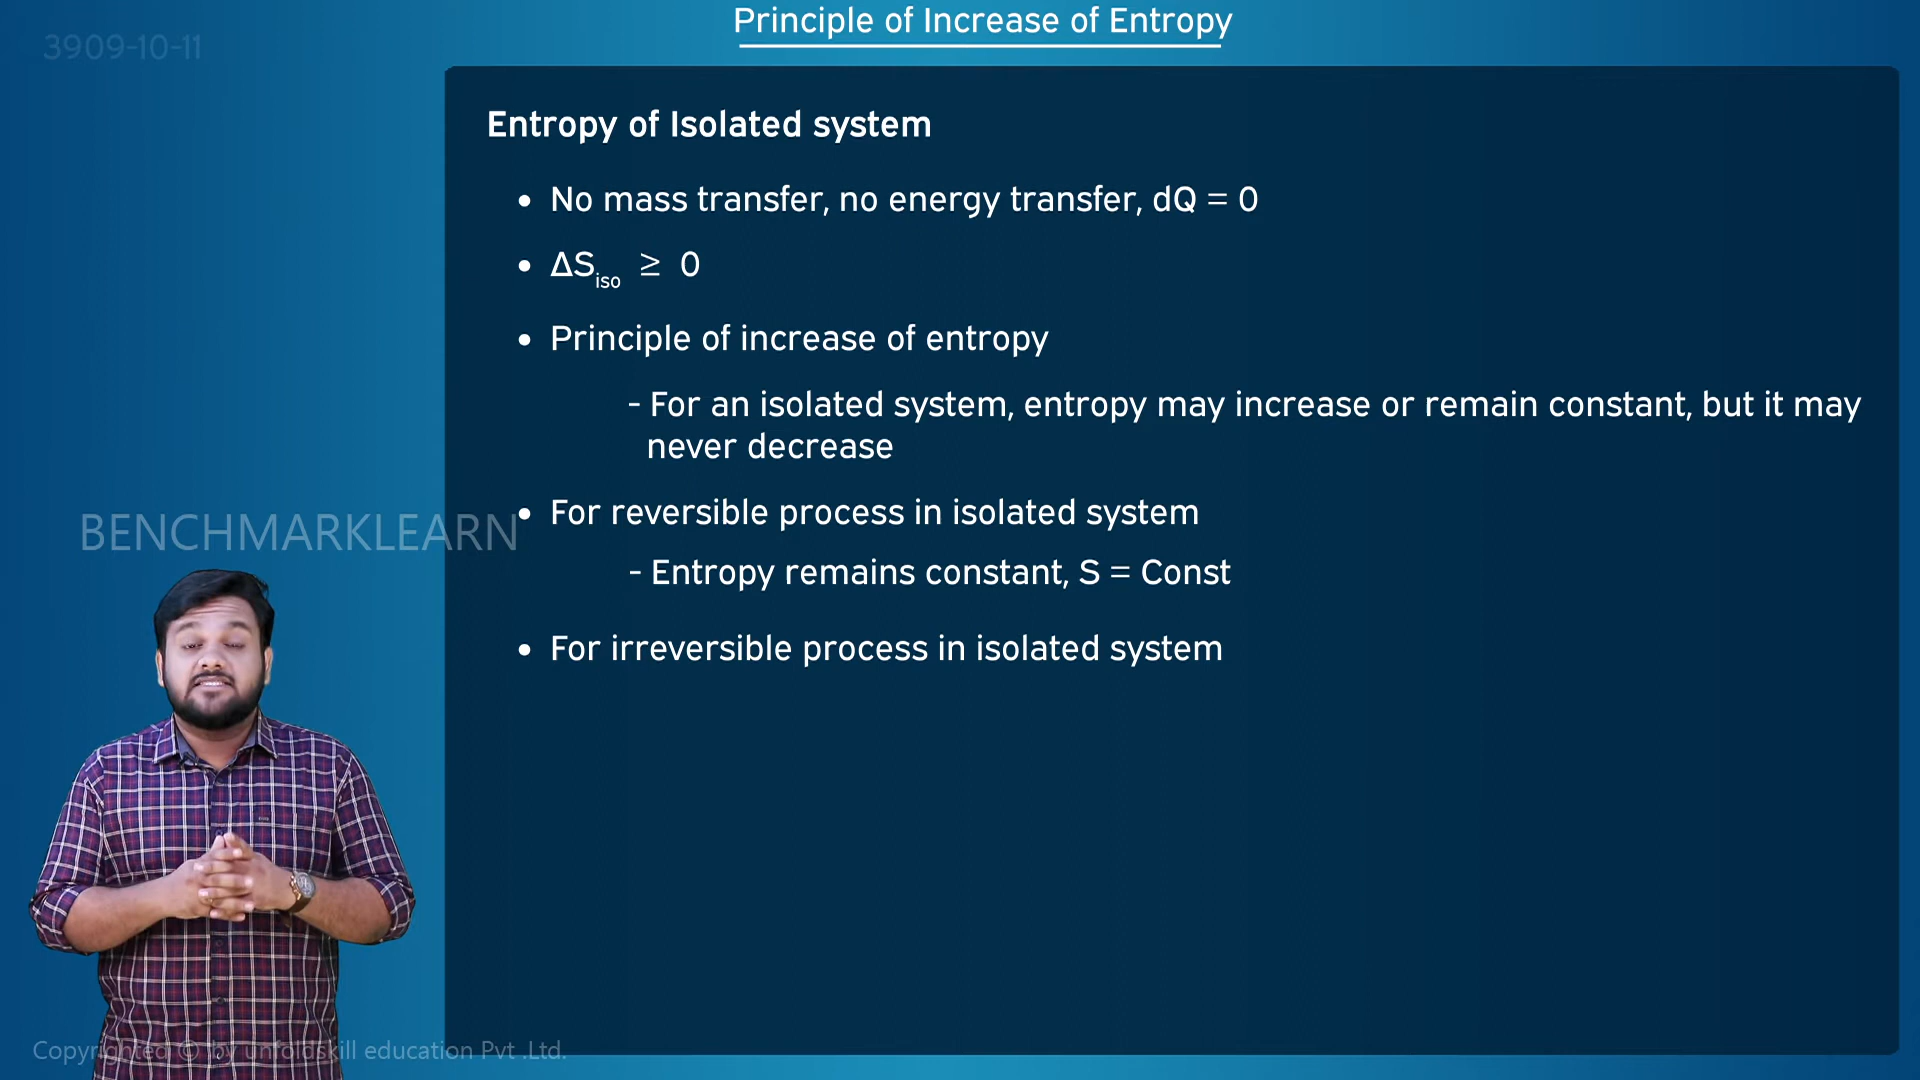 Principle of Increase of Entropy
3909-10-11
Entropy of Isolated system
• No mass transfer, no energy transfer, dQ = 0
• ΔSiso ≥ 0
• Principle of increase of entropy
- For an isolated system, entropy may increase or remain constant, but it may
never decrease
BENCHMARKLEARN
• For reversible process in isolated system
- Entropy remains constant, S = Const
• For irreversible process in isolated system
Copyrighted © by unfoldskill education Pvt .Ltd.